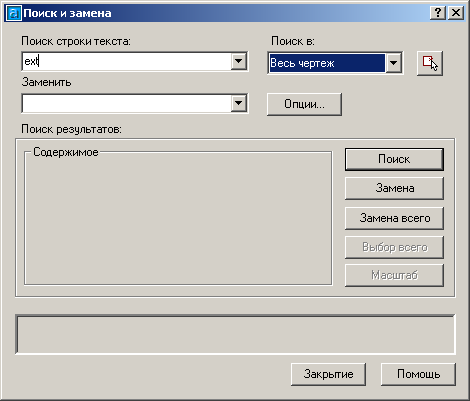 Поиск и замена
Поиск строки текста:
Поиск в:
ext
Весь чертеж
Заменить
Опции...
Поиск результатов:
Содержимое
Поиск
Замена
Замена всего
Выбор всего
Масштаб
Закрытие
Помощь